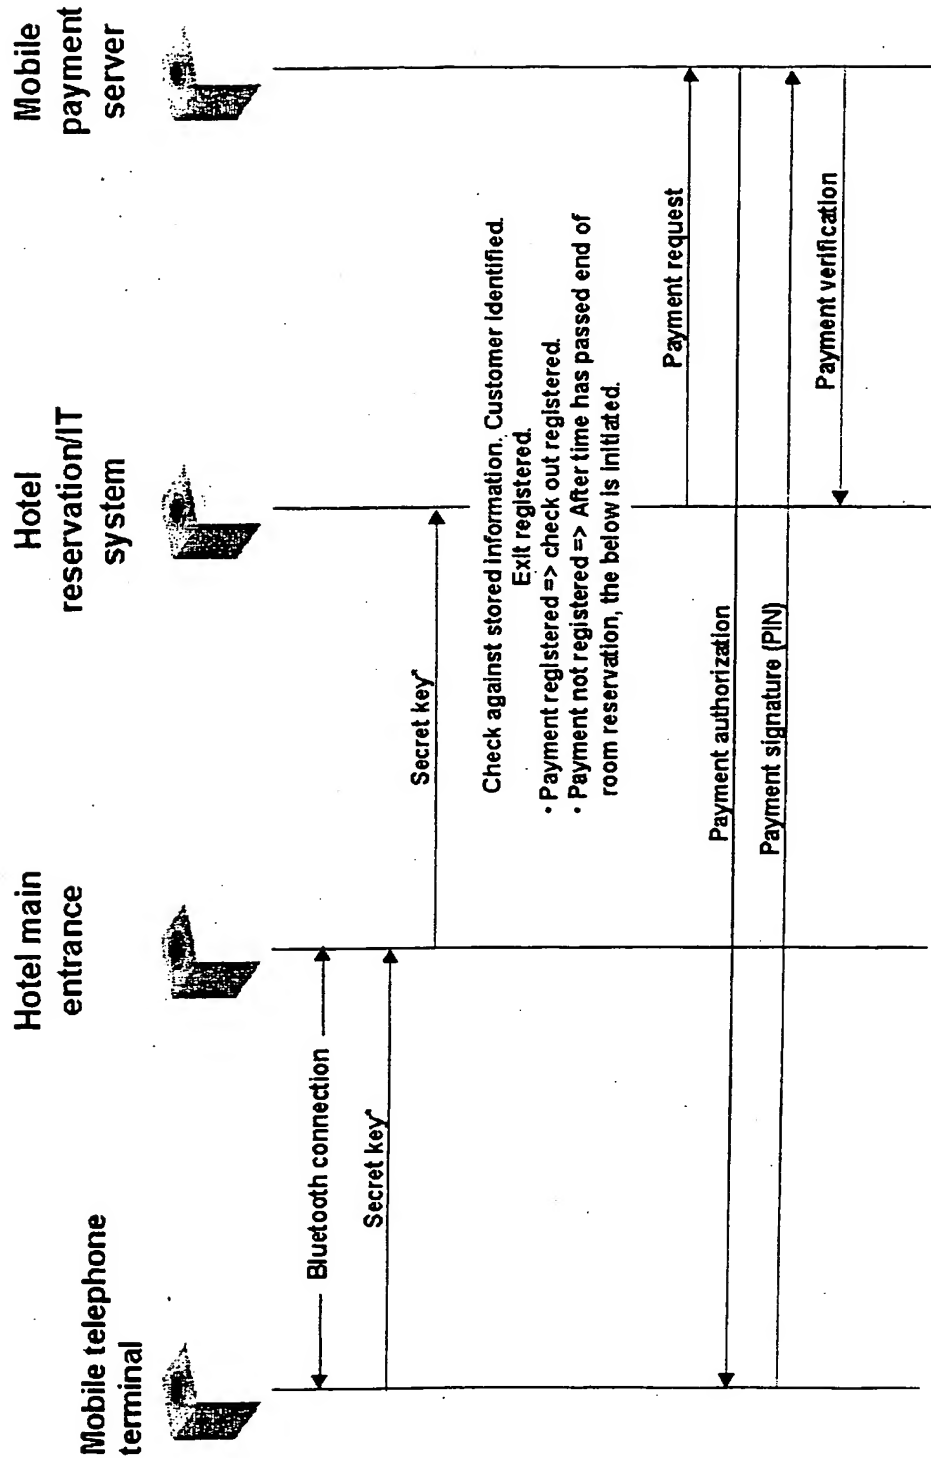 Mobile telephone
terminal
Hotel main
entrance
Hotel
reservation/IT
system
Mobile
payment
server
Bluetooth connection
Secret key*
Secret key*
Check against stored information. Customer identified.
Exit registered.
• Payment registered => check out registered.
• Payment not registered => After time has passed end of
room reservation, the below is initiated.
Payment request
Payment authorization
Payment signature (PIN)
Payment verification